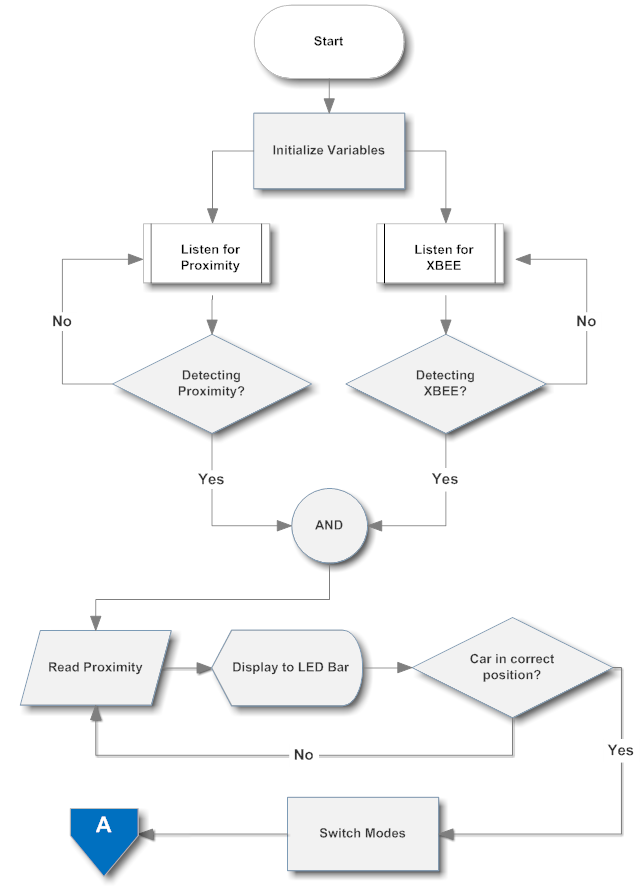 Start
Initialize Variables
Listen for
Proximity
Listen for
XBEE
No
No
Detecting
Proximity?
Detecting
XBEE?
Yes
Yes
AND
Read Proximity
Display to LED Bar
Car in correct
position?
No
Yes
A
Switch Modes